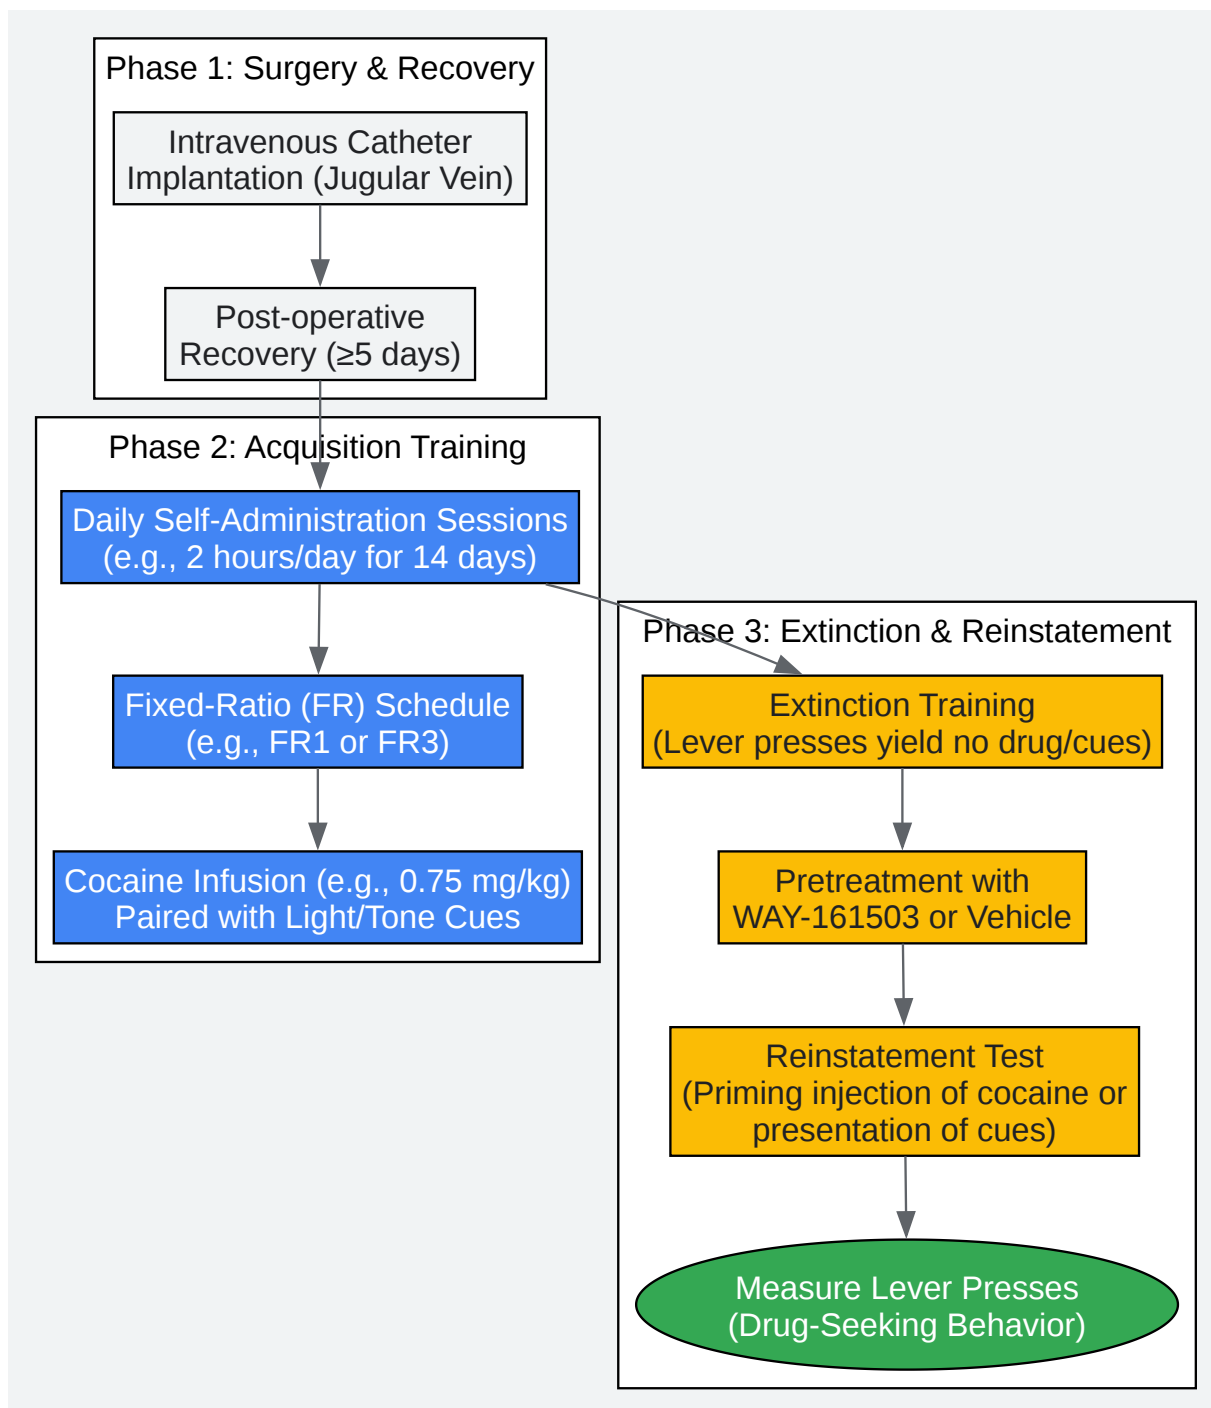 Phase 1: Surgery & Recovery
Intravenous Catheter
Implantation (Jugular Vein)
Post-operative
Recovery (≥5 days)
Phase 2: Acquisition Training
Daily Self-Administration Sessions
(e.g., 2 hours/day for 14 days)
Fixed-Ratio (FR) Schedule
(e.g., FR1 or FR3)
Cocaine Infusion (e.g., 0.75 mg/kg)
Paired with Light/Tone Cues
Phase 3: Extinction & Reinstatement
Extinction Training
(Lever presses yield no drug/cues)
Pretreatment with
WAY-161503 or Vehicle
Reinstatement Test
(Priming injection of cocaine or
presentation of cues)
Measure Lever Presses
(Drug-Seeking Behavior)